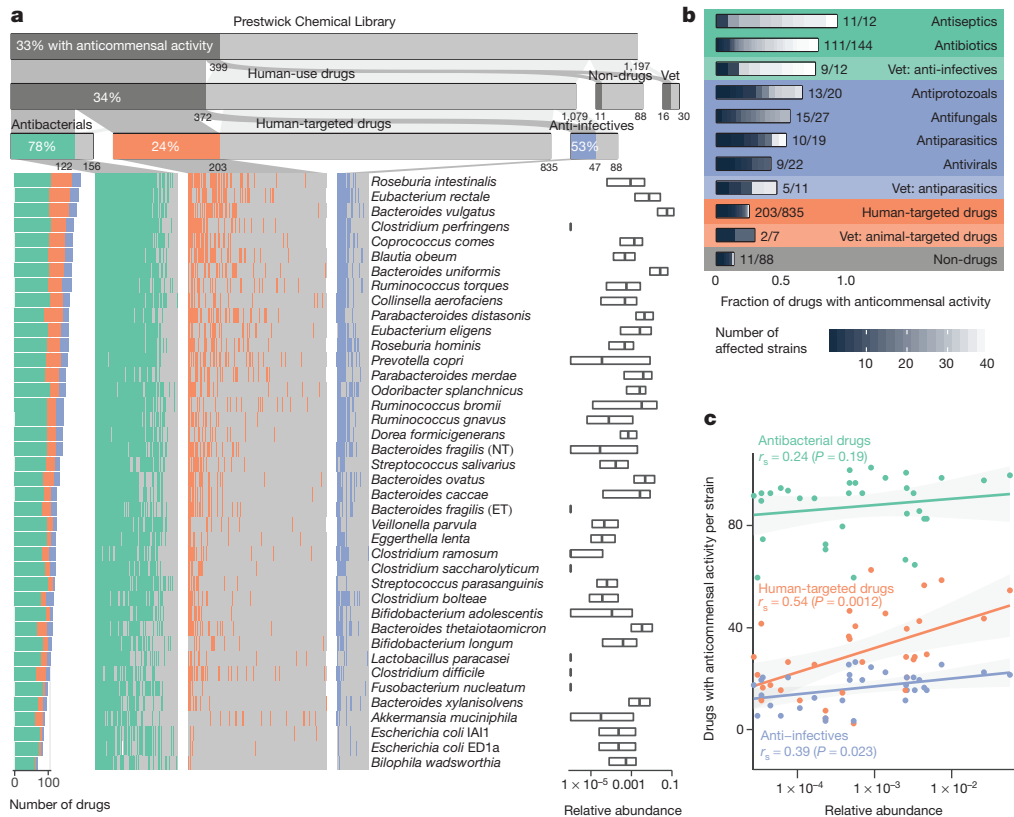 a
Prestwick Chemical Library
33% with anticommensal activity
399
1,197
Human-use drugs
Non-drugs
Vet
34%
372
1,079
11
88
16
30
Antibacterials
Human-targeted drugs
Anti-infectives
78%
24%
53%
122
156
203
835
47
88
Roseburia intestinalis
Eubacterium rectale
Bacteroides vulgatus
Clostridium perfringens
Coprococcus comes
Blautia obeum
Bacteroides uniformis
Ruminococcus torques
Collinsella aerofaciens
Parabacteroides distasonis
Eubacterium eligens
Roseburia hominis
Prevotella copri
Parabacteroides merdae
Odoribacter splanchnicus
Ruminococcus bromii
Ruminococcus gnavus
Dorea formicigenerans
Bacteroides fragilis (NT)
Streptococcus salivarius
Bacteroides ovatus
Bacteroides caccae
Bacteroides fragilis (ET)
Veillonella parvula
Eggerthella lenta
Clostridium ramosum
Clostridium saccharolyticum
Streptococcus parasanguinis
Clostridium bolteae
Bifidobacterium adolescentis
Bacteroides thetaiotaomicron
Bifidobacterium longum
Lactobacillus paracasei
Clostridium difficile
Fusobacterium nucleatum
Bacteroides xylanisolvens
Akkermansia muciniphila
Escherichia coli IAI1
Escherichia coli ED1a
Bilophila wadsworthia
0 100
Number of drugs
1 × 10⁻⁵ 0.001 0.1
Relative abundance
b
11/12 Antiseptics
111/144 Antibiotics
9/12 Vet: anti-infectives
13/20 Antiprotozoals
15/27 Antifungals
10/19 Antiparasitics
9/22 Antivirals
5/11 Vet: antiparasitics
203/835 Human-targeted drugs
2/7 Vet: animal-targeted drugs
11/88 Non-drugs
0 0.5 1.0
Fraction of drugs with anticommensal activity
Number of
affected strains
10 20 30 40
c
Antibacterial drugs
rₛ = 0.24 (P = 0.19)
Human-targeted drugs
rₛ = 0.54 (P = 0.0012)
Anti–infectives
rₛ = 0.39 (P = 0.023)
Drugs with anticommensal activity per strain
80
40
0
1 × 10⁻⁴ 1 × 10⁻³ 1 × 10⁻²
Relative abundance